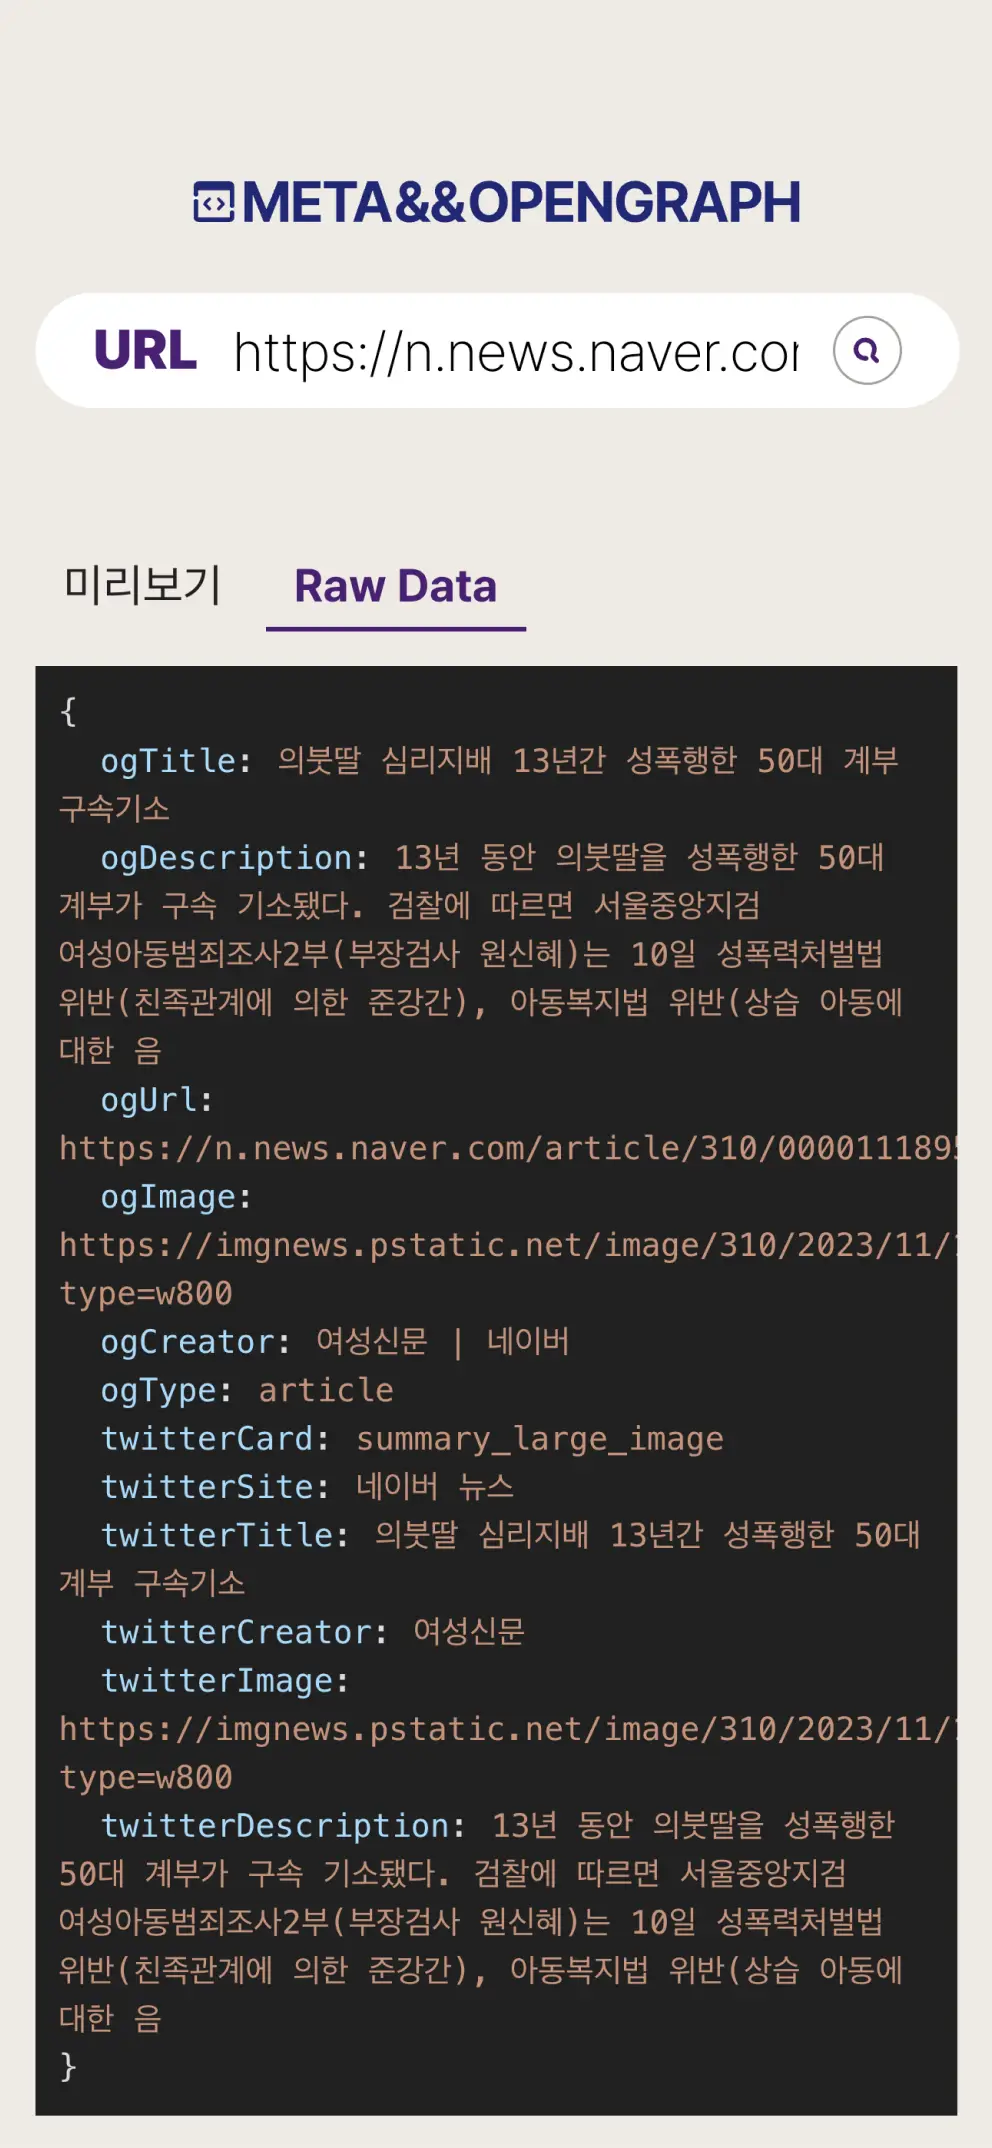 META&&OPENGRAPH
URL https://n.news.naver.cor
미리보기 Raw Data
{
ogTitle: 의붓딸 심리지배 13년간 성폭행한 50대 계부
구속기소
ogDescription: 13년 동안 의붓딸을 성폭행한 50대
계부가 구속 기소됐다. 검찰에 따르면 서울중앙지검
여성아동범죄조사2부(부장검사 원신혜)는 10일 성폭력처벌법
위반(친족관계에 의한 준강간), 아동복지법 위반(상습 아동에
대한 음
ogUrl:
https://n.news.naver.com/article/310/0000111895
ogImage:
https://imgnews.pstatic.net/image/310/2023/11/
type=w800
ogCreator: 여성신문 | 네이버
ogType: article
twitterCard: summary_large_image
twitterSite: 네이버 뉴스
twitterTitle: 의붓딸 심리지배 13년간 성폭행한 50대
계부 구속기소
twitterCreator: 여성신문
twitterImage:
https://imgnews.pstatic.net/image/310/2023/11/
type=w800
twitterDescription: 13년 동안 의붓딸을 성폭행한
50대 계부가 구속 기소됐다. 검찰에 따르면 서울중앙지검
여성아동범죄조사2부(부장검사 원신혜)는 10일 성폭력처벌법
위반(친족관계에 의한 준강간), 아동복지법 위반(상습 아동에
대한 음
}